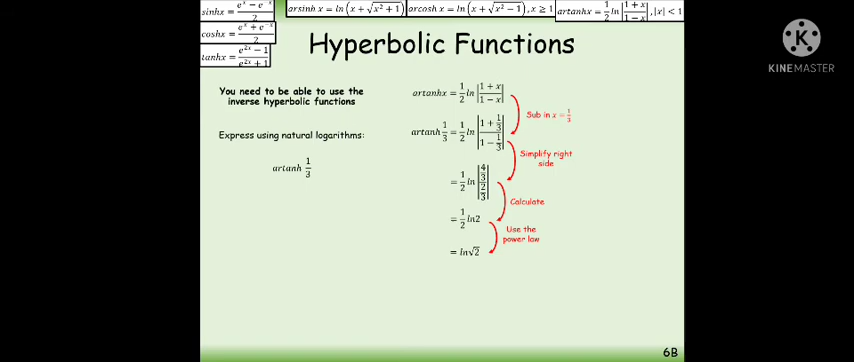 sinhx = (e^x − e^−x)/2
coshx = (e^x + e^−x)/2
tanhx = (e^2x − 1)/(e^2x + 1)
arsinh x = ln(x + √(x² + 1))
arcosh x = ln(x + √(x² − 1)), x ≥ 1
artanhx = 1/2 ln|(1 + x)/(1 − x)|, |x| < 1
KINEMASTER
Hyperbolic Functions
You need to be able to use the
inverse hyperbolic functions
Express using natural logarithms:
artanh 1/3
artanhx = 1/2 ln|(1 + x)/(1 − x)|
Sub in x = 1/3
artanh 1/3 = 1/2 ln|(1 + 1/3)/(1 − 1/3)|
Simplify right
side
= 1/2 ln|(4/3)/(2/3)|
Calculate
= 1/2 ln2
Use the
power law
= ln√2
6B